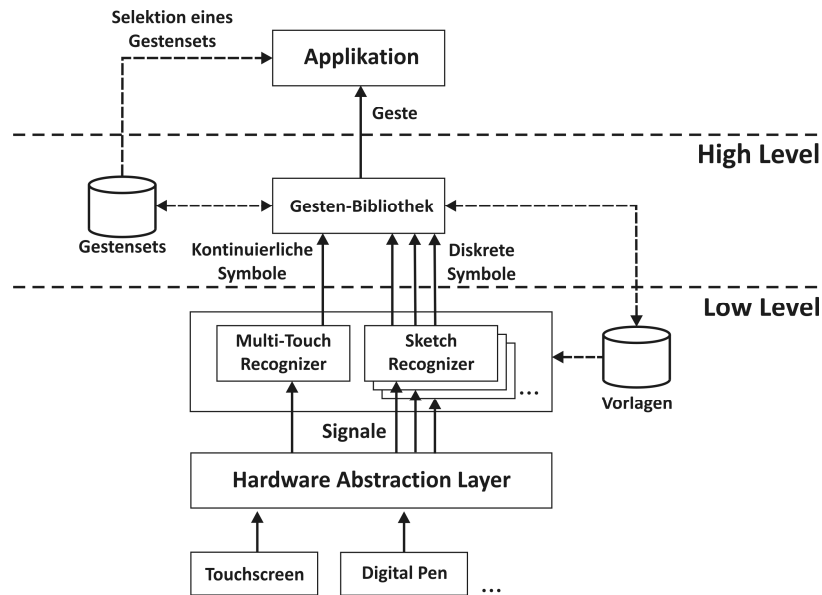 Selektion eines
Gestensets
Applikation
Geste
High Level
Gesten-Bibliothek
Gestensets
Kontinuierliche
Symbole
Diskrete
Symbole
Low Level
Multi-Touch
Recognizer
Sketch
Recognizer
...
Vorlagen
Signale
Hardware Abstraction Layer
Touchscreen
Digital Pen
...